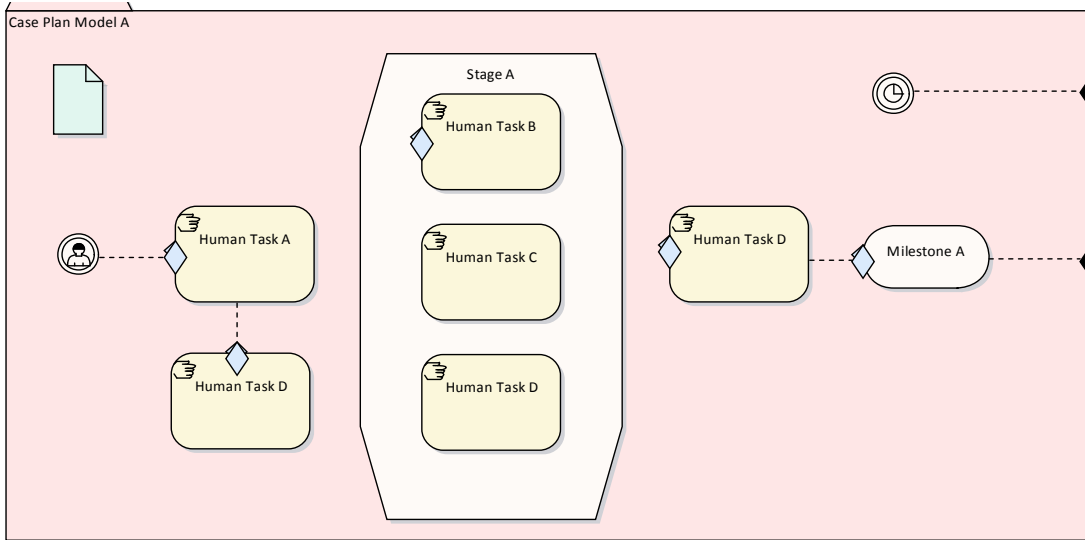 Case Plan Model A
Stage A
Human Task B
Human Task A
Human Task C
Human Task D
Milestone A
Human Task D
Human Task D